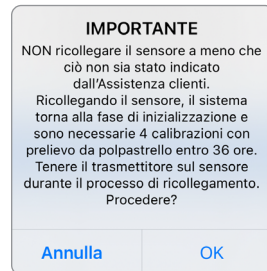 IMPORTANTE
NON ricollegare il sensore a meno che
ciò non sia stato indicato
dall'Assistenza clienti.
Ricollegando il sensore, il sistema
torna alla fase di inizializzazione e
sono necessarie 4 calibrazioni con
prelievo da polpastrello entro 36 ore.
Tenere il trasmettitore sul sensore
durante il processo di ricollegamento.
Procedere?
Annulla OK